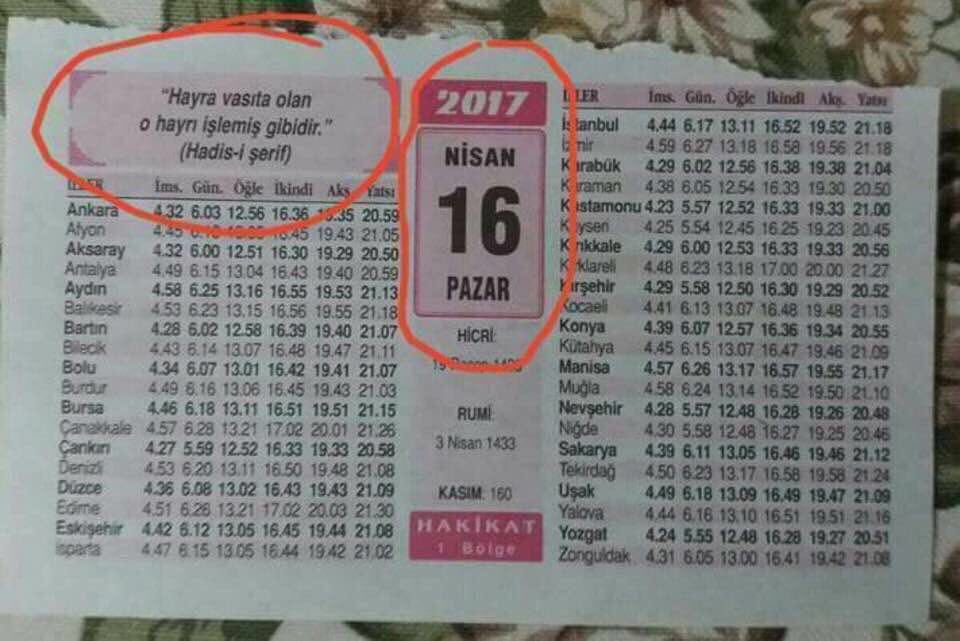 "Hayra vasıta olan
o hayrı işlemiş gibidir."
(Hadis-i şerif)
İLLER İms. Gün. Öğle İkindi Akş. Yatsı
Ankara 4.32 6.03 12.56 16.36 19.35 20.59
Afyon 4.45 16.45 19.43 21.05
Aksaray 4.32 6.00 12.51 16.30 19.29 20.50
Antalya 4.49 6.15 13.04 16.43 19.40 20.59
Aydın 4.58 6.25 13.16 16.55 19.53 21.13
Balıkesir 4.53 6.23 13.15 16.56 19.55 21.18
Bartın 4.28 6.02 12.58 16.39 19.40 21.07
Bilecik 4.43 6.14 13.07 16.48 19.47 21.11
Bolu 4.34 6.07 13.01 16.42 19.41 21.07
Burdur 4.49 6.16 13.06 16.45 19.43 21.03
Bursa 4.46 6.18 13.11 16.51 19.51 21.15
Çanakkale 4.57 6.28 13.21 17.02 20.01 21.26
Çankırı 4.27 5.59 12.52 16.33 19.33 20.58
Denizli 4.53 6.20 13.11 16.50 19.48 21.08
Düzce 4.36 6.08 13.02 16.43 19.43 21.09
Edirne 4.51 6.26 13.21 17.02 20.03 21.30
Eskişehir 4.42 6.12 13.05 16.45 19.44 21.08
Isparta 4.47 6.15 13.05 16.44 19.42 21.02
2017
NİSAN
16
PAZAR
HİCRİ:
19
RUMİ:
3 Nisan 1433
KASIM: 160
HAKİKAT
1 Bölge
İLLER İms. Gün. Öğle İkindi Akş. Yatsı
İstanbul 4.44 6.17 13.11 16.52 19.52 21.18
İzmir 4.59 6.27 13.18 16.58 19.56 21.18
Karabük 4.29 6.02 12.56 16.38 19.38 21.04
Karaman 4.38 6.05 12.54 16.33 19.30 20.50
Kastamonu 4.23 5.57 12.52 16.33 19.33 21.00
Kayseri 4.25 5.54 12.45 16.25 19.23 20.45
Kırıkkale 4.29 6.00 12.53 16.33 19.33 20.56
Kırklareli 4.48 6.23 13.18 17.00 20.00 21.27
Kırşehir 4.29 5.58 12.50 16.30 19.29 20.52
Kocaeli 4.41 6.13 13.07 16.48 19.48 21.13
Konya 4.39 6.07 12.57 16.36 19.34 20.55
Kütahya 4.45 6.15 13.07 16.47 19.46 21.09
Manisa 4.57 6.26 13.17 16.57 19.55 21.17
Muğla 4.58 6.24 13.14 16.52 19.50 21.10
Nevşehir 4.28 5.57 12.48 16.28 19.26 20.48
Niğde 4.30 5.58 12.48 16.27 19.25 20.46
Sakarya 4.39 6.11 13.05 16.46 19.46 21.12
Tekirdağ 4.50 6.23 13.17 16.58 19.58 21.24
Uşak 4.49 6.18 13.09 16.49 19.47 21.09
Yalova 4.44 6.16 13.10 16.51 19.51 21.16
Yozgat 4.24 5.55 12.48 16.28 19.27 20.51
Zonguldak 4.31 6.05 13.00 16.41 19.42 21.08